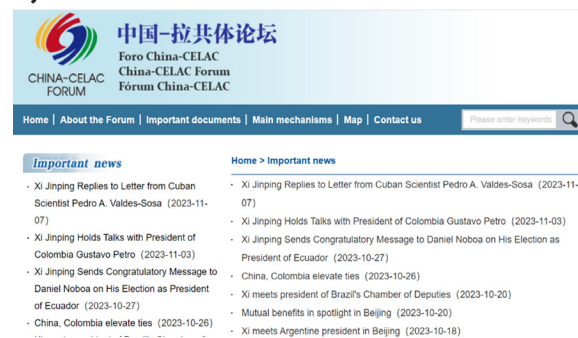 中国-拉共体论坛
Foro China-CELAC
China-CELAC Forum
Fórum China-CELAC
CHINA-CELAC
FORUM
Home | About the Forum | Important documents | Main mechanisms | Map | Contact us
Please enter keywords
Important news
· Xi Jinping Replies to Letter from Cuban
Scientist Pedro A. Valdes-Sosa (2023-11-
07)
· Xi Jinping Holds Talks with President of
Colombia Gustavo Petro (2023-11-03)
· Xi Jinping Sends Congratulatory Message to
Daniel Noboa on His Election as President
of Ecuador (2023-10-27)
· China, Colombia elevate ties (2023-10-26)
Home > Important news
· Xi Jinping Replies to Letter from Cuban Scientist Pedro A. Valdes-Sosa (2023-11-
07)
· Xi Jinping Holds Talks with President of Colombia Gustavo Petro (2023-11-03)
· Xi Jinping Sends Congratulatory Message to Daniel Noboa on His Election as
President of Ecuador (2023-10-27)
· China, Colombia elevate ties (2023-10-26)
· Xi meets president of Brazil's Chamber of Deputies (2023-10-20)
· Mutual benefits in spotlight in Beijing (2023-10-20)
· Xi meets Argentine president in Beijing (2023-10-18)